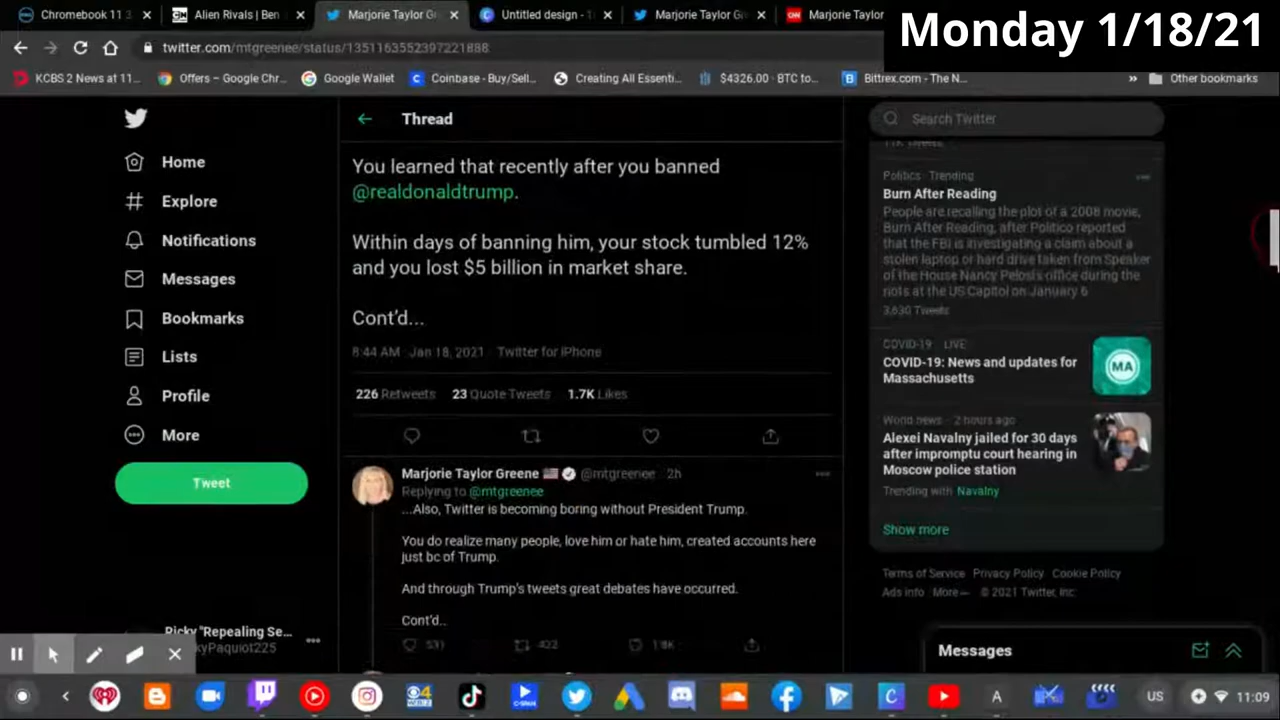 Chromebook 11 3
Alien Rivals | Ben
Marjorie Taylor Gr
Untitled design - 1
Marjorie Taylor Gr
Marjorie Taylor
Monday 1/18/21
twitter.com/mtgreenee/status/1351163552397221888
KCBS 2 News at 11...
Offers – Google Chr...
Google Wallet
Coinbase - Buy/Sell...
Creating All Essenti...
$4326.00 · BTC to...
Bittrex.com - The N...
»
Other bookmarks
Home
Explore
Notifications
Messages
Bookmarks
Lists
Profile
More
Tweet
Ricky "Repealing Se...
kyPaquiot225
Thread
You learned that recently after you banned
@realdonaldtrump.
Within days of banning him, your stock tumbled 12%
and you lost $5 billion in market share.
Cont'd...
8:44 AM · Jan 18, 2021 · Twitter for iPhone
226 Retweets 23 Quote Tweets 1.7K Likes
Marjorie Taylor Greene @mtgreenee · 2h
Replying to @mtgreenee
...Also, Twitter is becoming boring without President Trump.
You do realize many people, love him or hate him, created accounts here
just bc of Trump.
And through Trump's tweets great debates have occurred.
Cont'd..
531 422 1.8K
Search Twitter
Politics · Trending
Burn After Reading
People are recalling the plot of a 2008 movie,
Burn After Reading, after Politico reported
that the FBI is investigating a claim about a
stolen laptop or hard drive taken from Speaker
of the House Nancy Pelosi's office during the
riots at the US Capitol on January 6
3,630 Tweets
COVID-19 · LIVE
COVID-19: News and updates for
Massachusetts
MA
World news · 2 hours ago
Alexei Navalny jailed for 30 days
after impromptu court hearing in
Moscow police station
Trending with Navalny
Show more
Terms of Service Privacy Policy Cookie Policy
Ads info More— © 2021 Twitter, Inc.
Messages
US
11:09